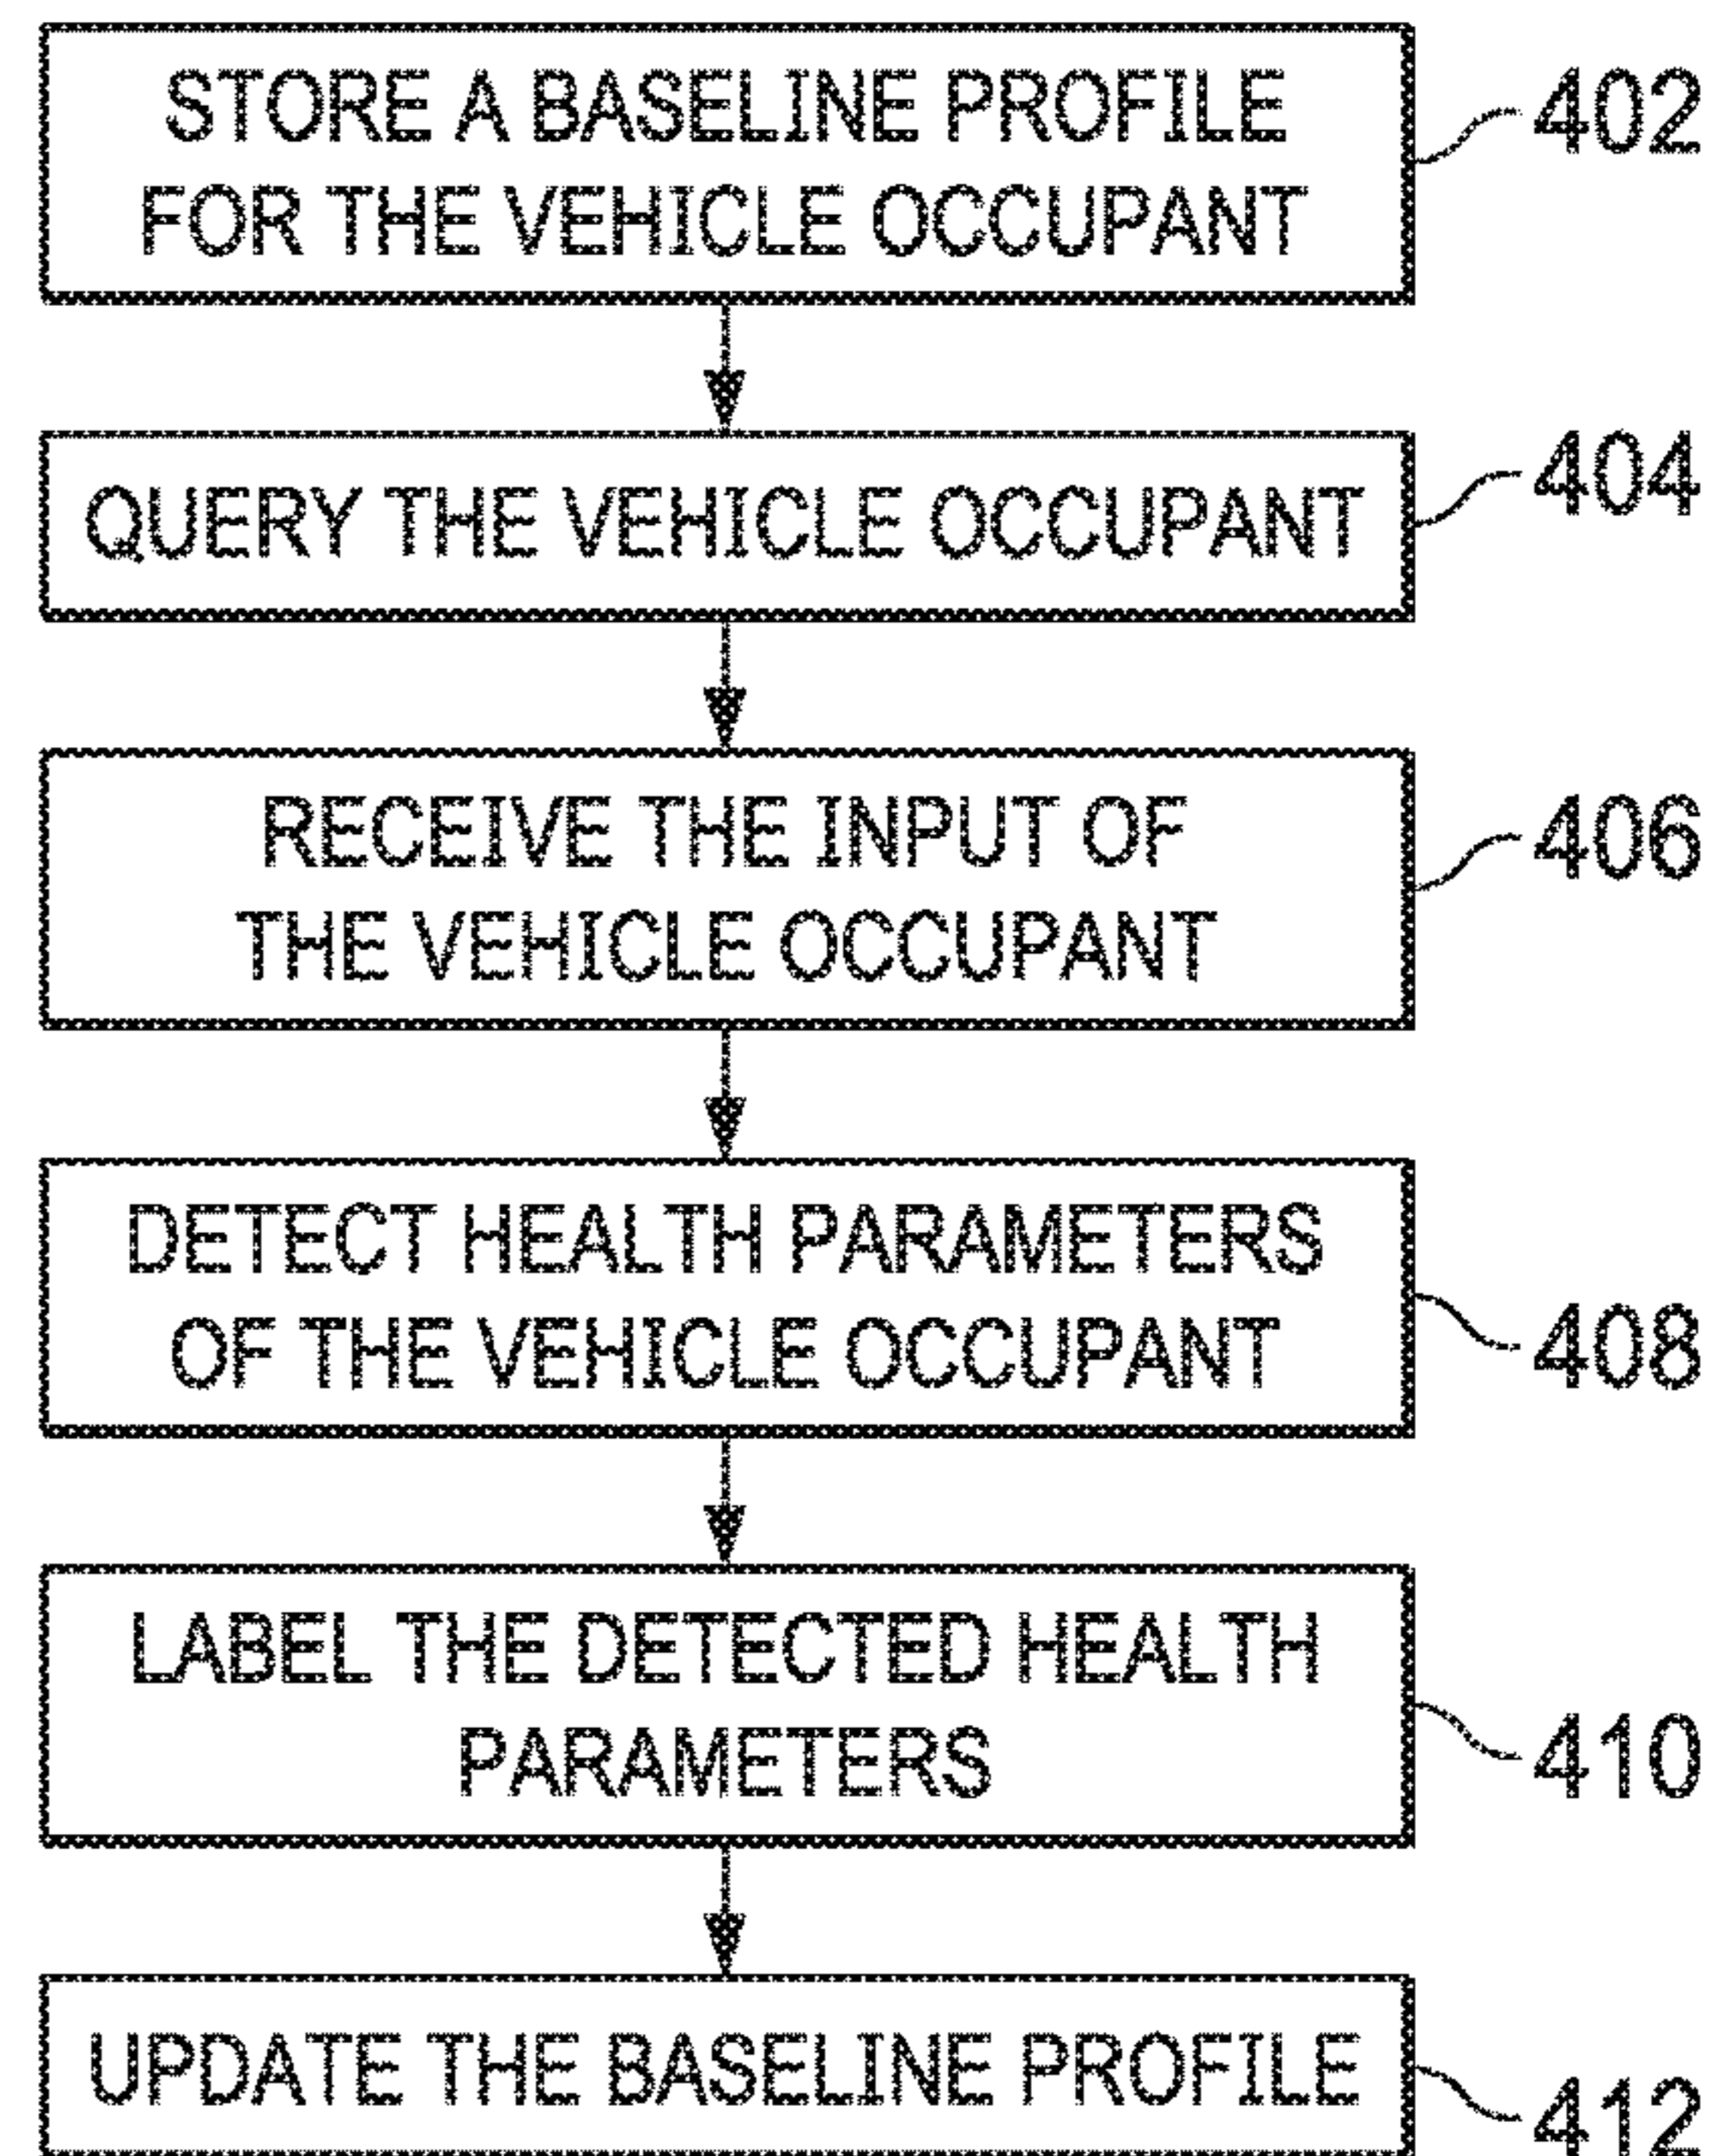 STORE A BASELINE PROFILE
FOR THE VEHICLE OCCUPANT
402
QUERY THE VEHICLE OCCUPANT
404
RECEIVE THE INPUT OF
THE VEHICLE OCCUPANT
406
DETECT HEALTH PARAMETERS
OF THE VEHICLE OCCUPANT
408
LABEL THE DETECTED HEALTH
PARAMETERS
410
UPDATE THE BASELINE PROFILE
412